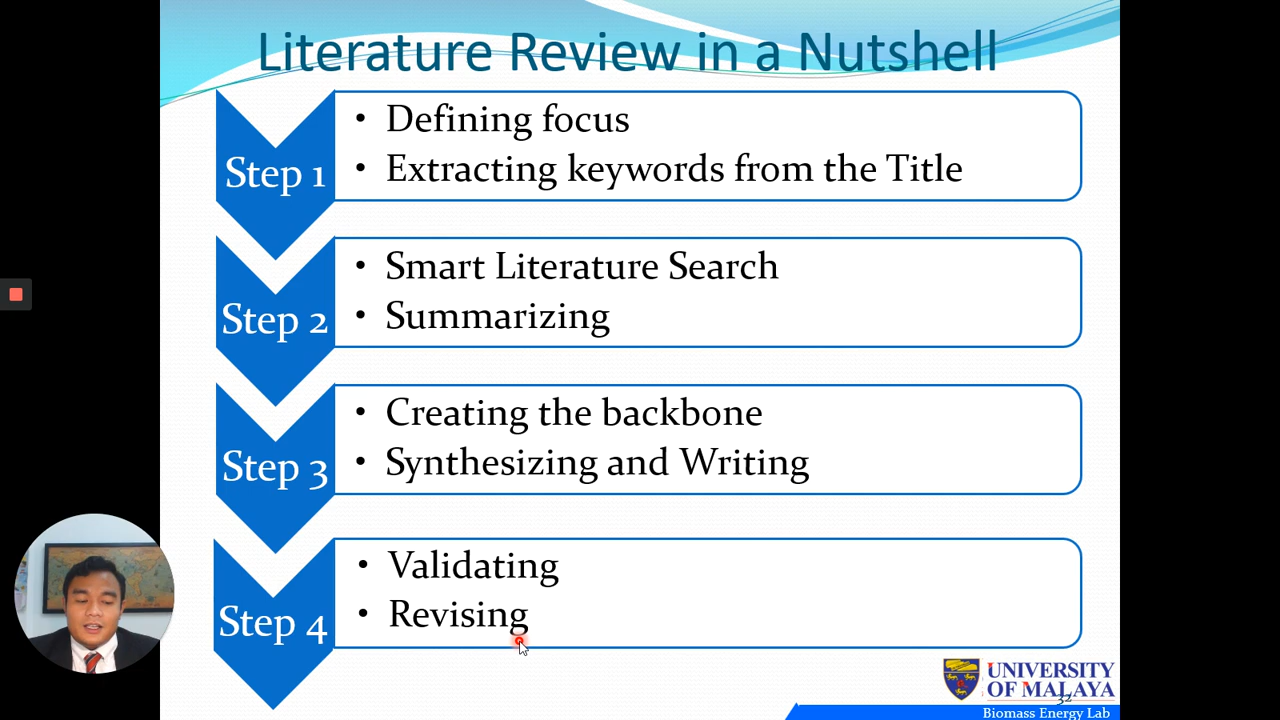 Literature Review in a Nutshell
Step 1
• Defining focus
• Extracting keywords from the Title
Step 2
• Smart Literature Search
• Summarizing
Step 3
• Creating the backbone
• Synthesizing and Writing
Step 4
• Validating
• Revising
UNIVERSITY
OF MALAYA
32
Biomass Energy Lab